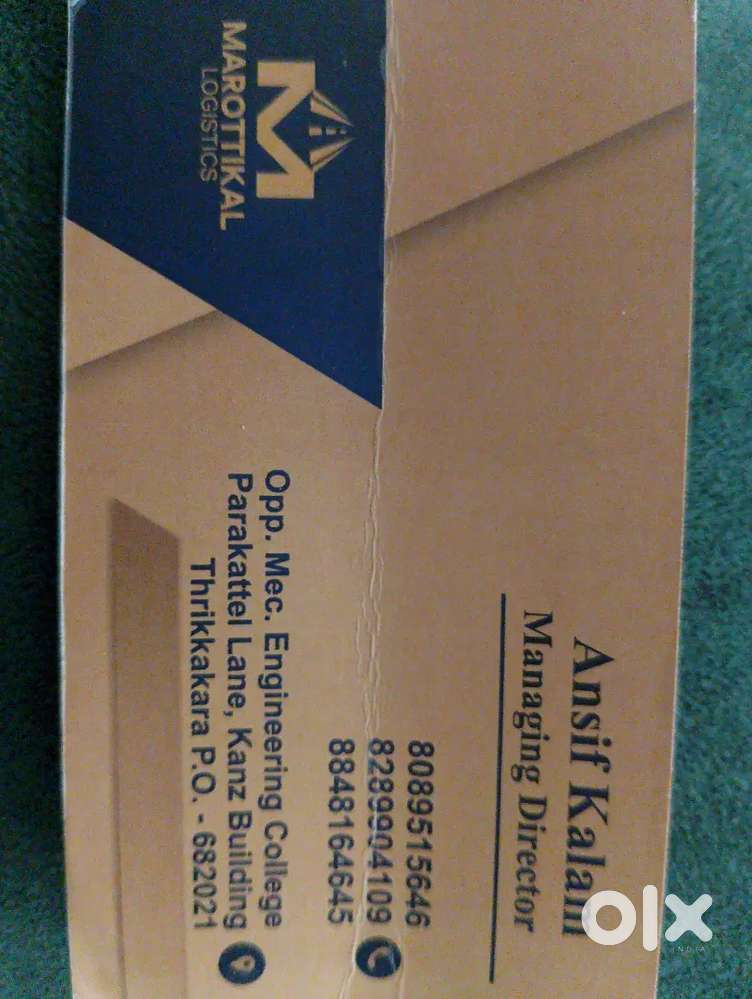 MAROTTIKAL
LOGISTICS
Ansif Kalam
Managing Director
8089515646
8289904109
8848164645
Opp. Mec. Engineering College
Parakattel Lane, Kanz Building
Thrikkakara P.O. - 682021
olx
INDIA